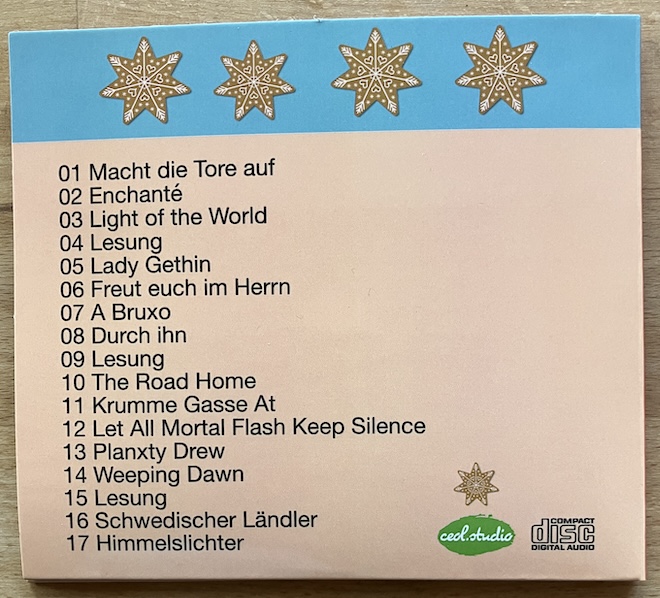 01 Macht die Tore auf
02 Enchanté
03 Light of the World
04 Lesung
05 Lady Gethin
06 Freut euch im Herrn
07 A Bruxo
08 Durch ihn
09 Lesung
10 The Road Home
11 Krumme Gasse At
12 Let All Mortal Flash Keep Silence
13 Planxty Drew
14 Weeping Dawn
15 Lesung
16 Schwedischer Ländler
17 Himmelslichter
ceol.studio
COMPACT
disc
DIGITAL AUDIO